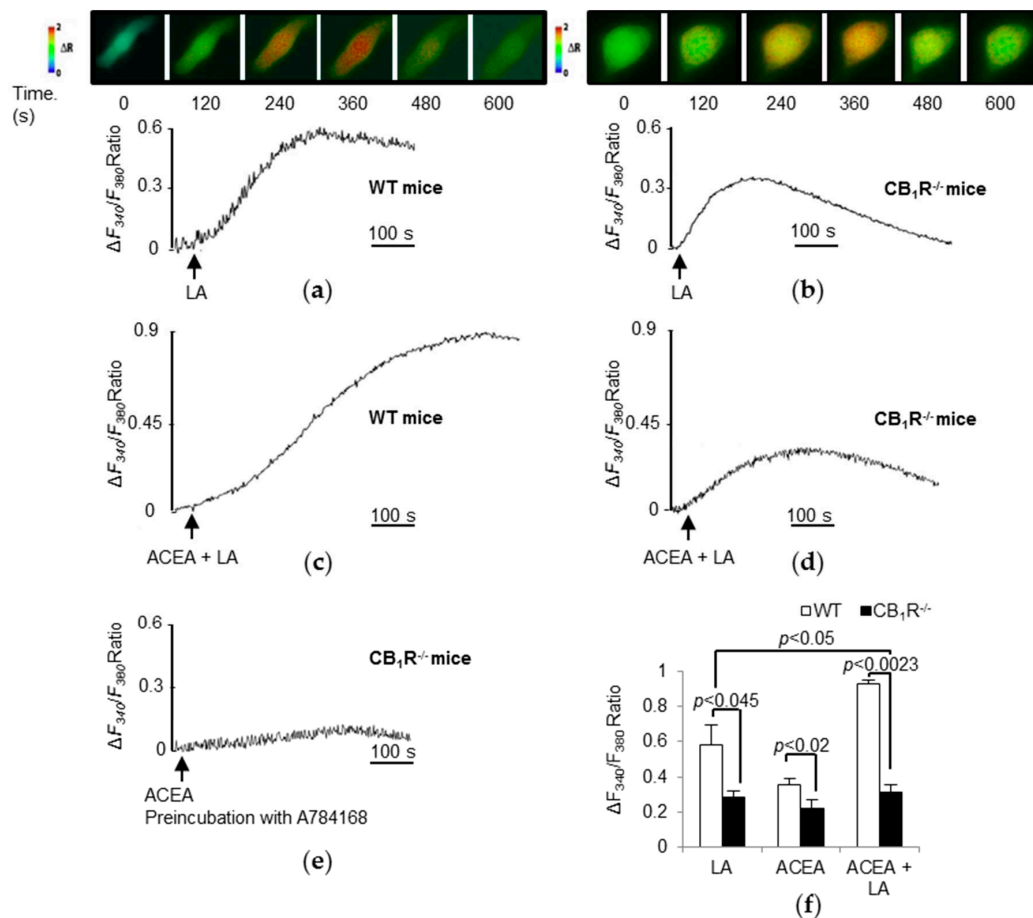 2
ΔR
0
2
ΔR
0
Time.
(s)
0 120 240 360 480 600
0 120 240 360 480 600
ΔF340/F380Ratio
0.6
0.3
0
WT mice
100 s
LA
(a)
ΔF340/F380Ratio
0.6
0.3
0
CB1R-/- mice
100 s
LA
(b)
ΔF340/F380Ratio
0.9
0.45
0
WT mice
100 s
ACEA + LA
(c)
ΔF340/F380Ratio
0.9
0.45
0
CB1R-/- mice
100 s
ACEA + LA
(d)
ΔF340/F380Ratio
0.6
0.3
0
CB1R-/- mice
100 s
ACEA
Preincubation with A784168
(e)
WT CB1R-/-
p<0.05
p<0.0023
p<0.045
p<0.02
ΔF340/F380 Ratio
1
0.8
0.6
0.4
0.2
0
LA ACEA ACEA +
LA
(f)